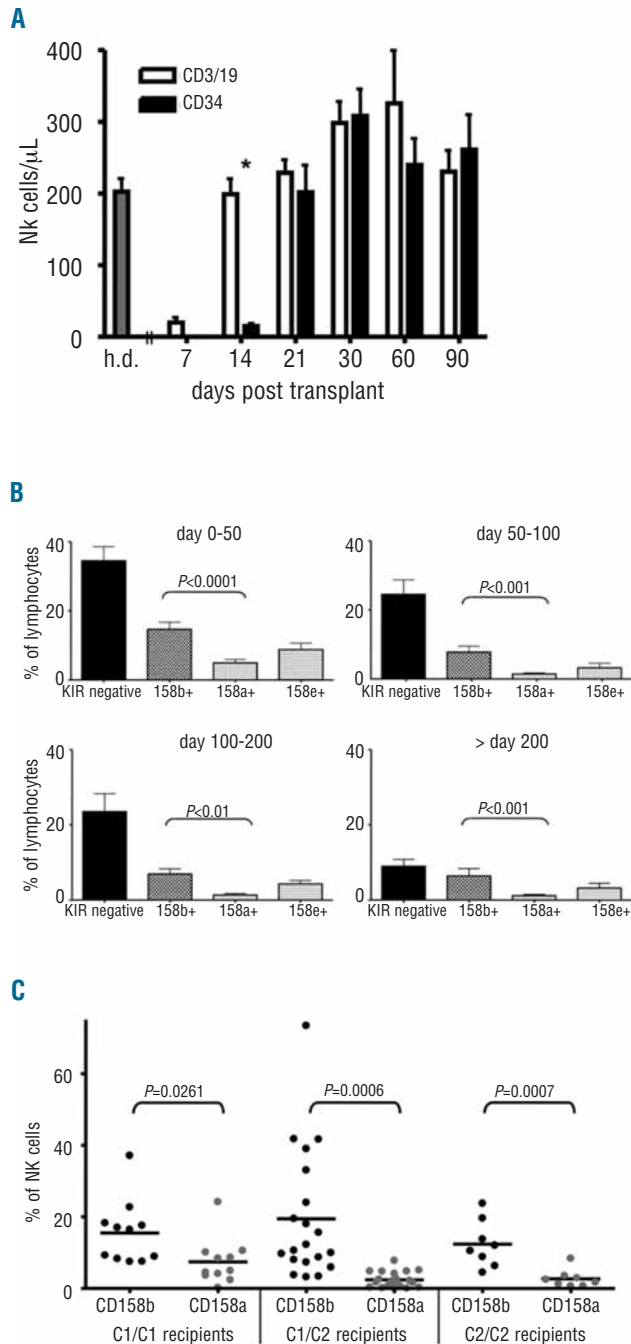 A
400
300
200
100
0
Nk cells/µL
CD3/19
CD34
*
h.d. 7 14 21 30 60 90
days post transplant
B
day 0-50
% of lymphocytes
40
20
0
P<0.0001
KIR negative 158b+ 158a+ 158e+
day 50-100
40
20
0
P<0.001
KIR negative 158b+ 158a+ 158e+
day 100-200
% of lymphocytes
40
20
0
P<0.01
KIR negative 158b+ 158a+ 158e+
> day 200
40
20
0
P<0.001
KIR negative 158b+ 158a+ 158e+
C
% of NK cells
60
40
20
0
P=0.0261
P=0.0006
P=0.0007
CD158b CD158a CD158b CD158a CD158b CD158a
C1/C1 recipients C1/C2 recipients C2/C2 recipients